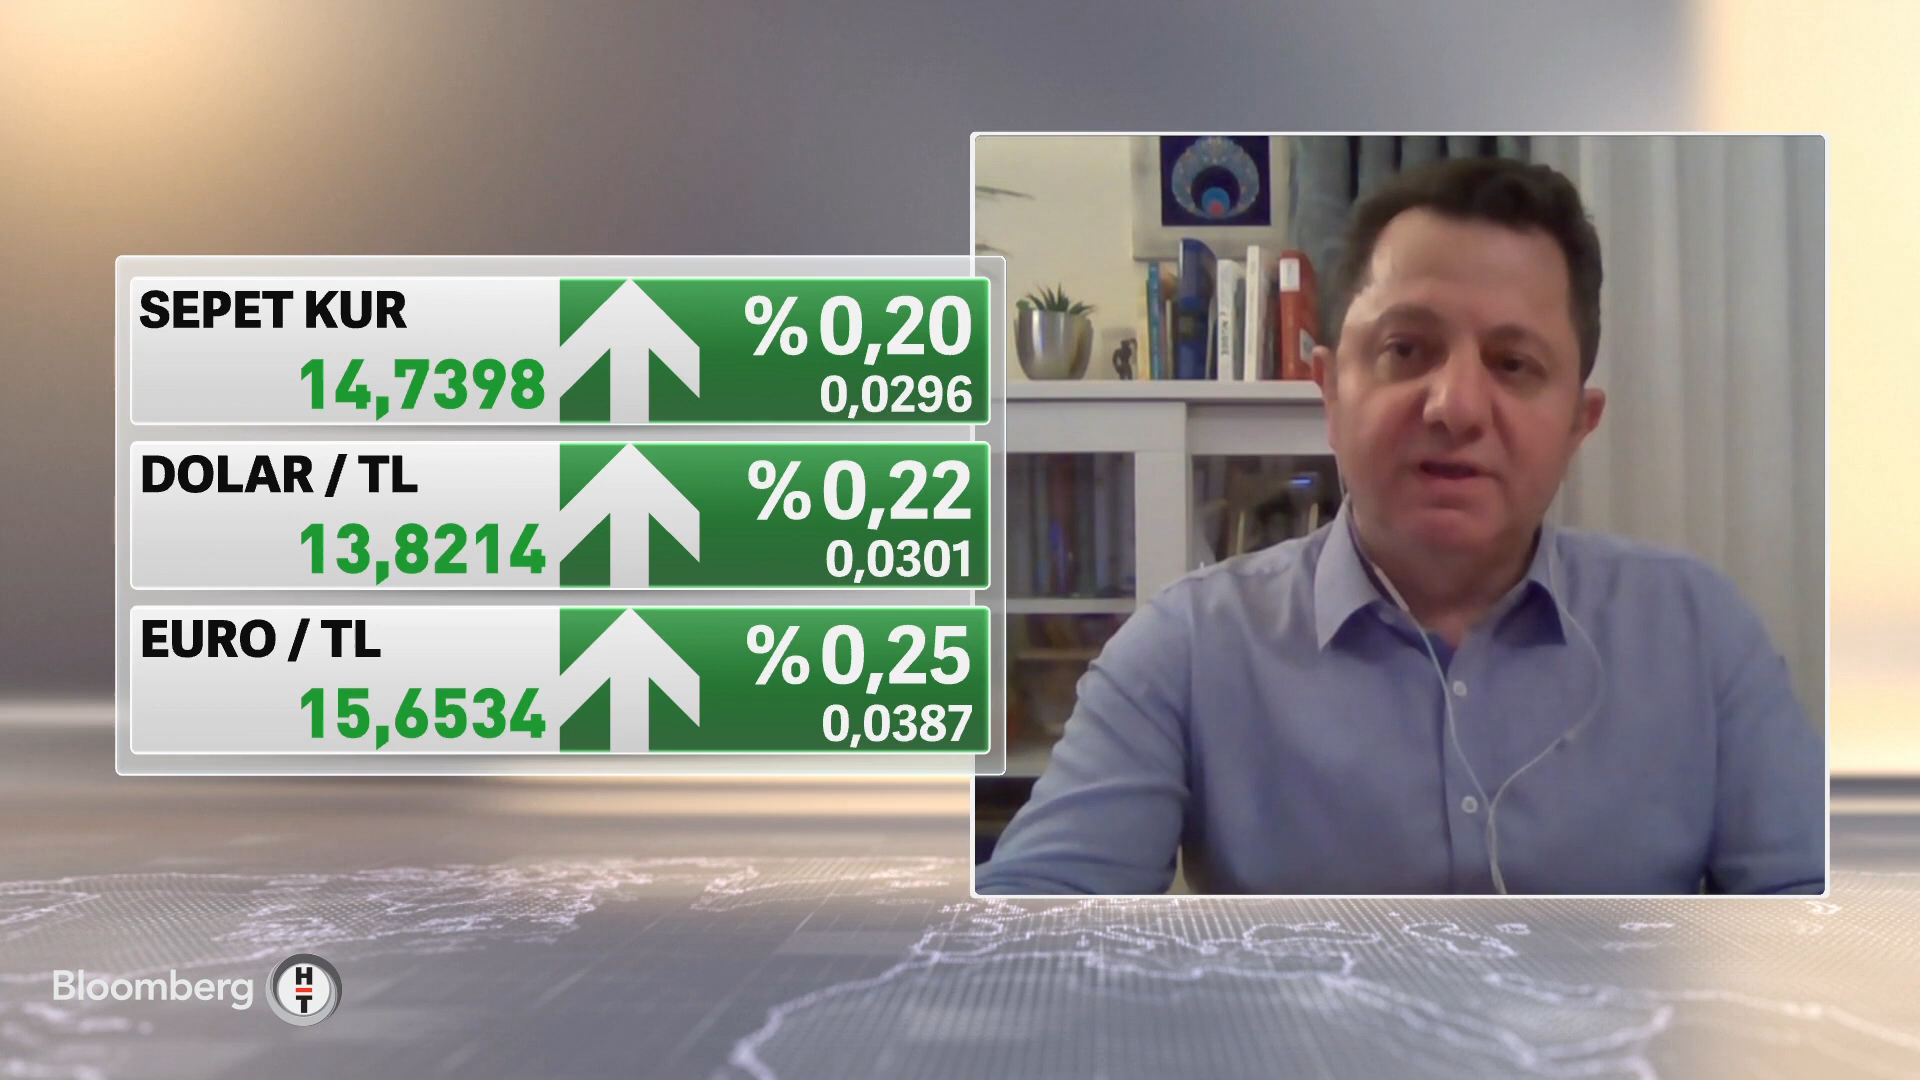 SEPET KUR
14,7398
%0,20
0,0296
DOLAR / TL
13,8214
%0,22
0,0301
EURO / TL
15,6534
%0,25
0,0387
Bloomberg HT